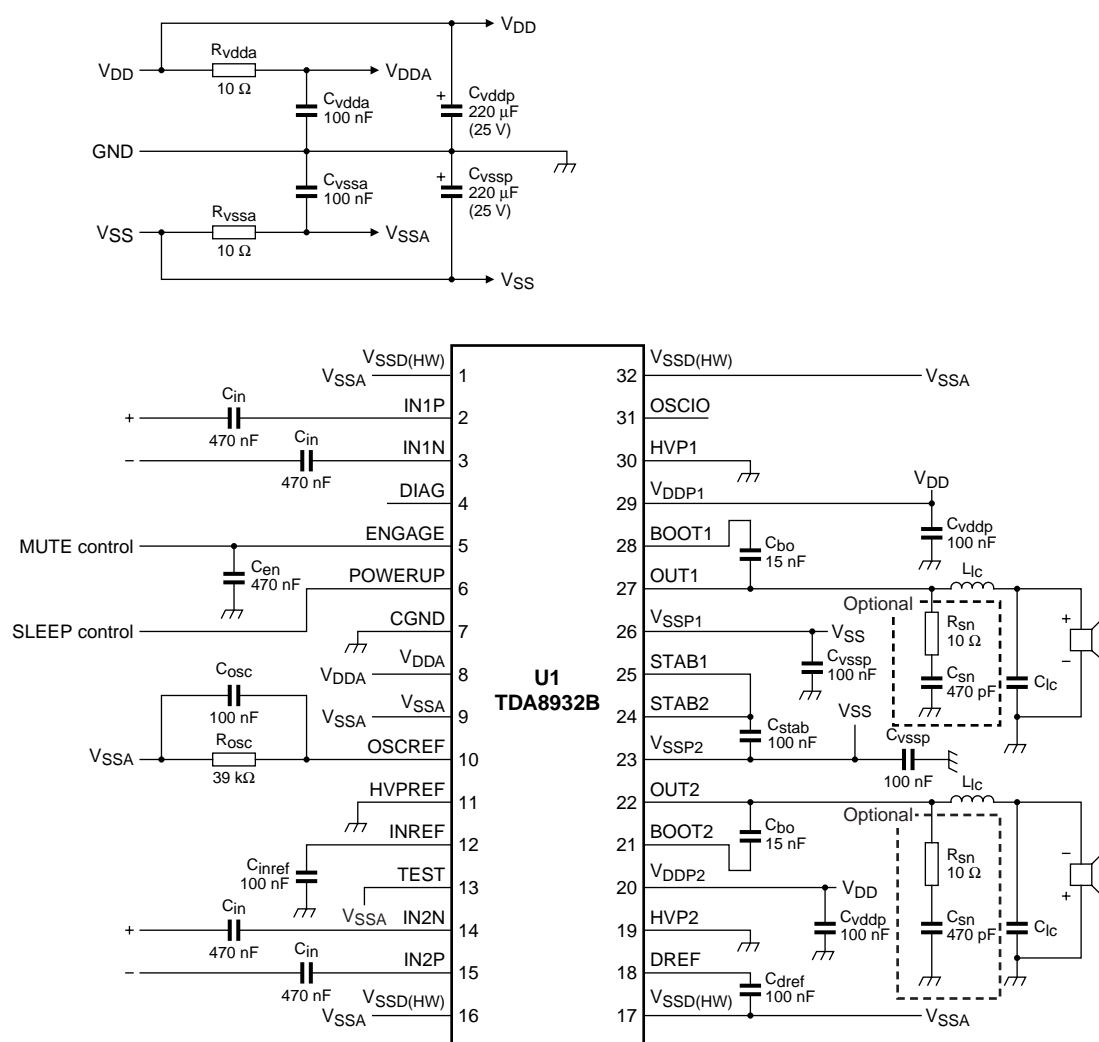 VDD
Rvdda
VDD
VDDA
10 Ω
Cvdda
100 nF
+
Cvddp
220 μF
(25 V)
GND
Cvssa
100 nF
+
Cvssp
220 μF
(25 V)
Rvssa
VSS
VSSA
10 Ω
VSS
VSSD(HW)
VSSA
1
Cin
+
IN1P
2
470 nF
Cin
−
IN1N
3
470 nF
DIAG
4
MUTE control
ENGAGE
5
Cen
470 nF
POWERUP
6
SLEEP control
CGND
7
VDDA
VDDA
8
Cosc
100 nF
VSSA
VSSA
9
Rosc
VSSA
OSCREF
10
39 kΩ
HVPREF
11
INREF
12
Cinref
100 nF
TEST
13
VSSA
Cin
+
IN2N
14
470 nF
Cin
−
IN2P
15
470 nF
VSSD(HW)
VSSA
16
U1
TDA8932B
VSSD(HW)
32
VSSA
OSCIO
31
HVP1
30
VDD
VDDP1
29
Cvddp
100 nF
BOOT1
28
Cbo
15 nF
Llc
OUT1
27
Optional
Rsn
10 Ω
+
−
VSSP1
26
VSS
Cvssp
100 nF
STAB1
25
Csn
470 pF
Clc
STAB2
24
Cstab
100 nF
VSS
Cvssp
VSSP2
23
100 nF
Llc
OUT2
22
Optional
Cbo
15 nF
BOOT2
21
Rsn
10 Ω
−
+
VDDP2
20
VDD
Cvddp
100 nF
Csn
470 pF
Clc
HVP2
19
DREF
18
Cdref
100 nF
VSSD(HW)
17
VSSA